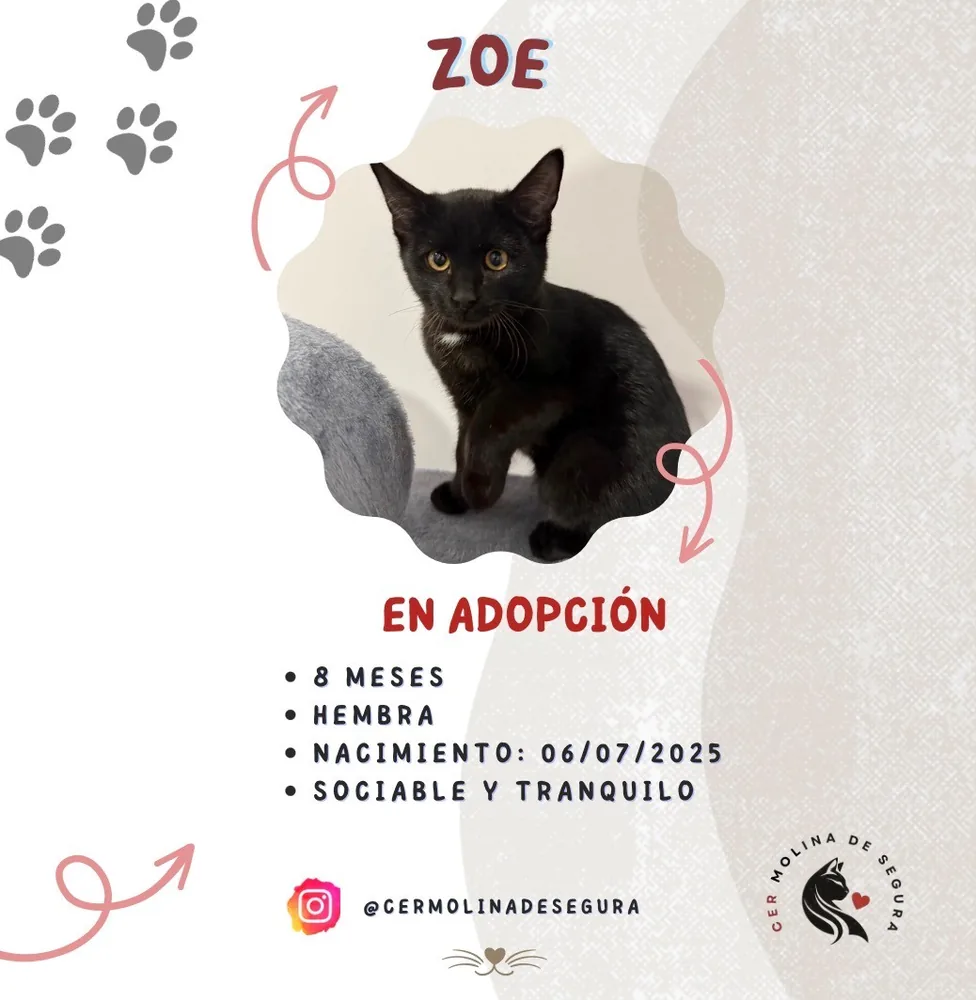 ZOE
EN ADOPCIÓN
• 8 MESES
• HEMBRA
• NACIMIENTO: 06/07/2025
• SOCIABLE Y TRANQUILO
@CERMOLINADESEGURA
CER MOLINA DE SEGURA